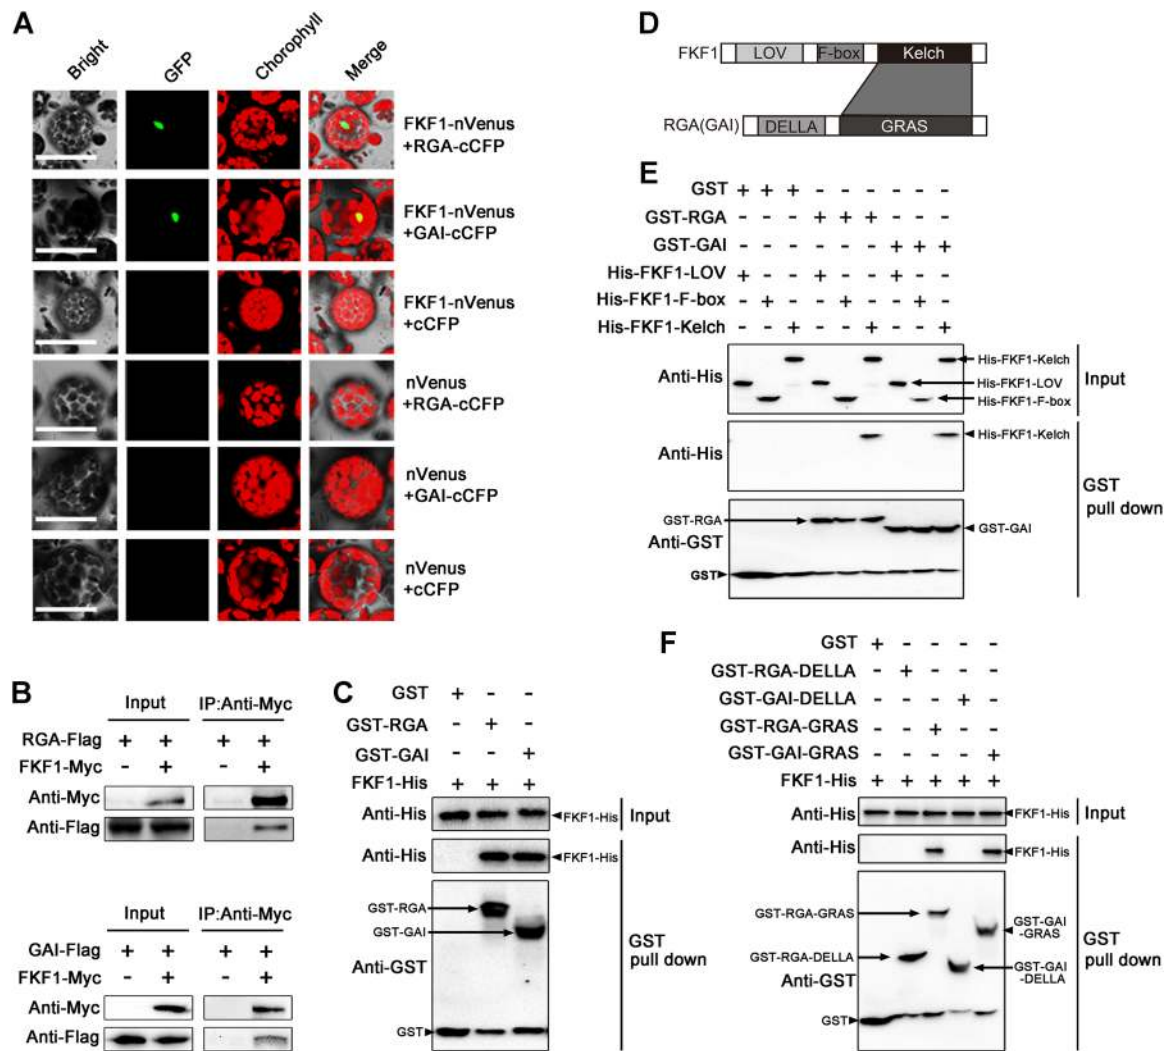 A
Bright GFP Chorophyll Merge
FKF1-nVenus
+RGA-cCFP
FKF1-nVenus
+GAI-cCFP
FKF1-nVenus
+cCFP
nVenus
+RGA-cCFP
nVenus
+GAI-cCFP
nVenus
+cCFP
B
Input IP:Anti-Myc
RGA-Flag + + + +
FKF1-Myc - + - +
Anti-Myc
Anti-Flag
Input IP:Anti-Myc
GAI-Flag + + + +
FKF1-Myc - + - +
Anti-Myc
Anti-Flag
C
GST + - -
GST-RGA - + -
GST-GAI - - +
FKF1-His + + +
Anti-His FKF1-His Input
Anti-His FKF1-His
GST-RGA
GST-GAI
Anti-GST
GST
GST
pull down
D
FKF1 LOV F-box Kelch
RGA(GAI) DELLA GRAS
E
GST + + + - - - - - -
GST-RGA - - - + + + - - -
GST-GAI - - - - - - + + +
His-FKF1-LOV + - - + - - + - -
His-FKF1-F-box - + - - + - - + -
His-FKF1-Kelch - - + - - + - - +
Anti-His His-FKF1-Kelch
His-FKF1-LOV
His-FKF1-F-box
Input
Anti-His His-FKF1-Kelch
GST-RGA
Anti-GST GST-GAI
GST
GST
pull down
F
GST + - - - -
GST-RGA-DELLA - + - - -
GST-GAI-DELLA - - - + -
GST-RGA-GRAS - - + - -
GST-GAI-GRAS - - - - +
FKF1-His + + + + +
Anti-His FKF1-His Input
Anti-His FKF1-His
GST-RGA-GRAS
GST-GAI
-GRAS
GST-RGA-DELLA
GST-GAI
-DELLA
Anti-GST
GST
GST
pull down